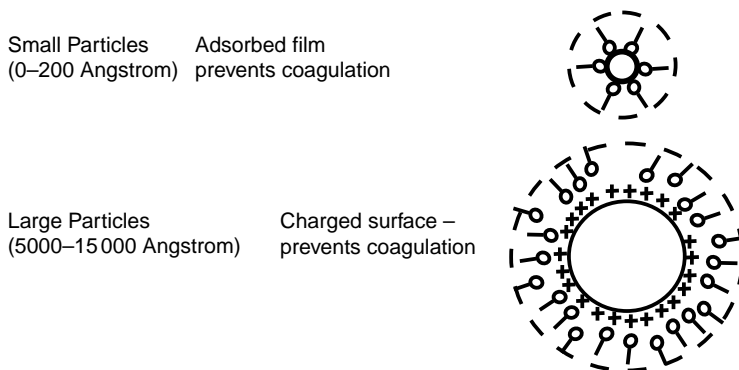 Small Particles Adsorbed film
(0–200 Angstrom) prevents coagulation
Large Particles Charged surface –
(5000–15 000 Angstrom) prevents coagulation